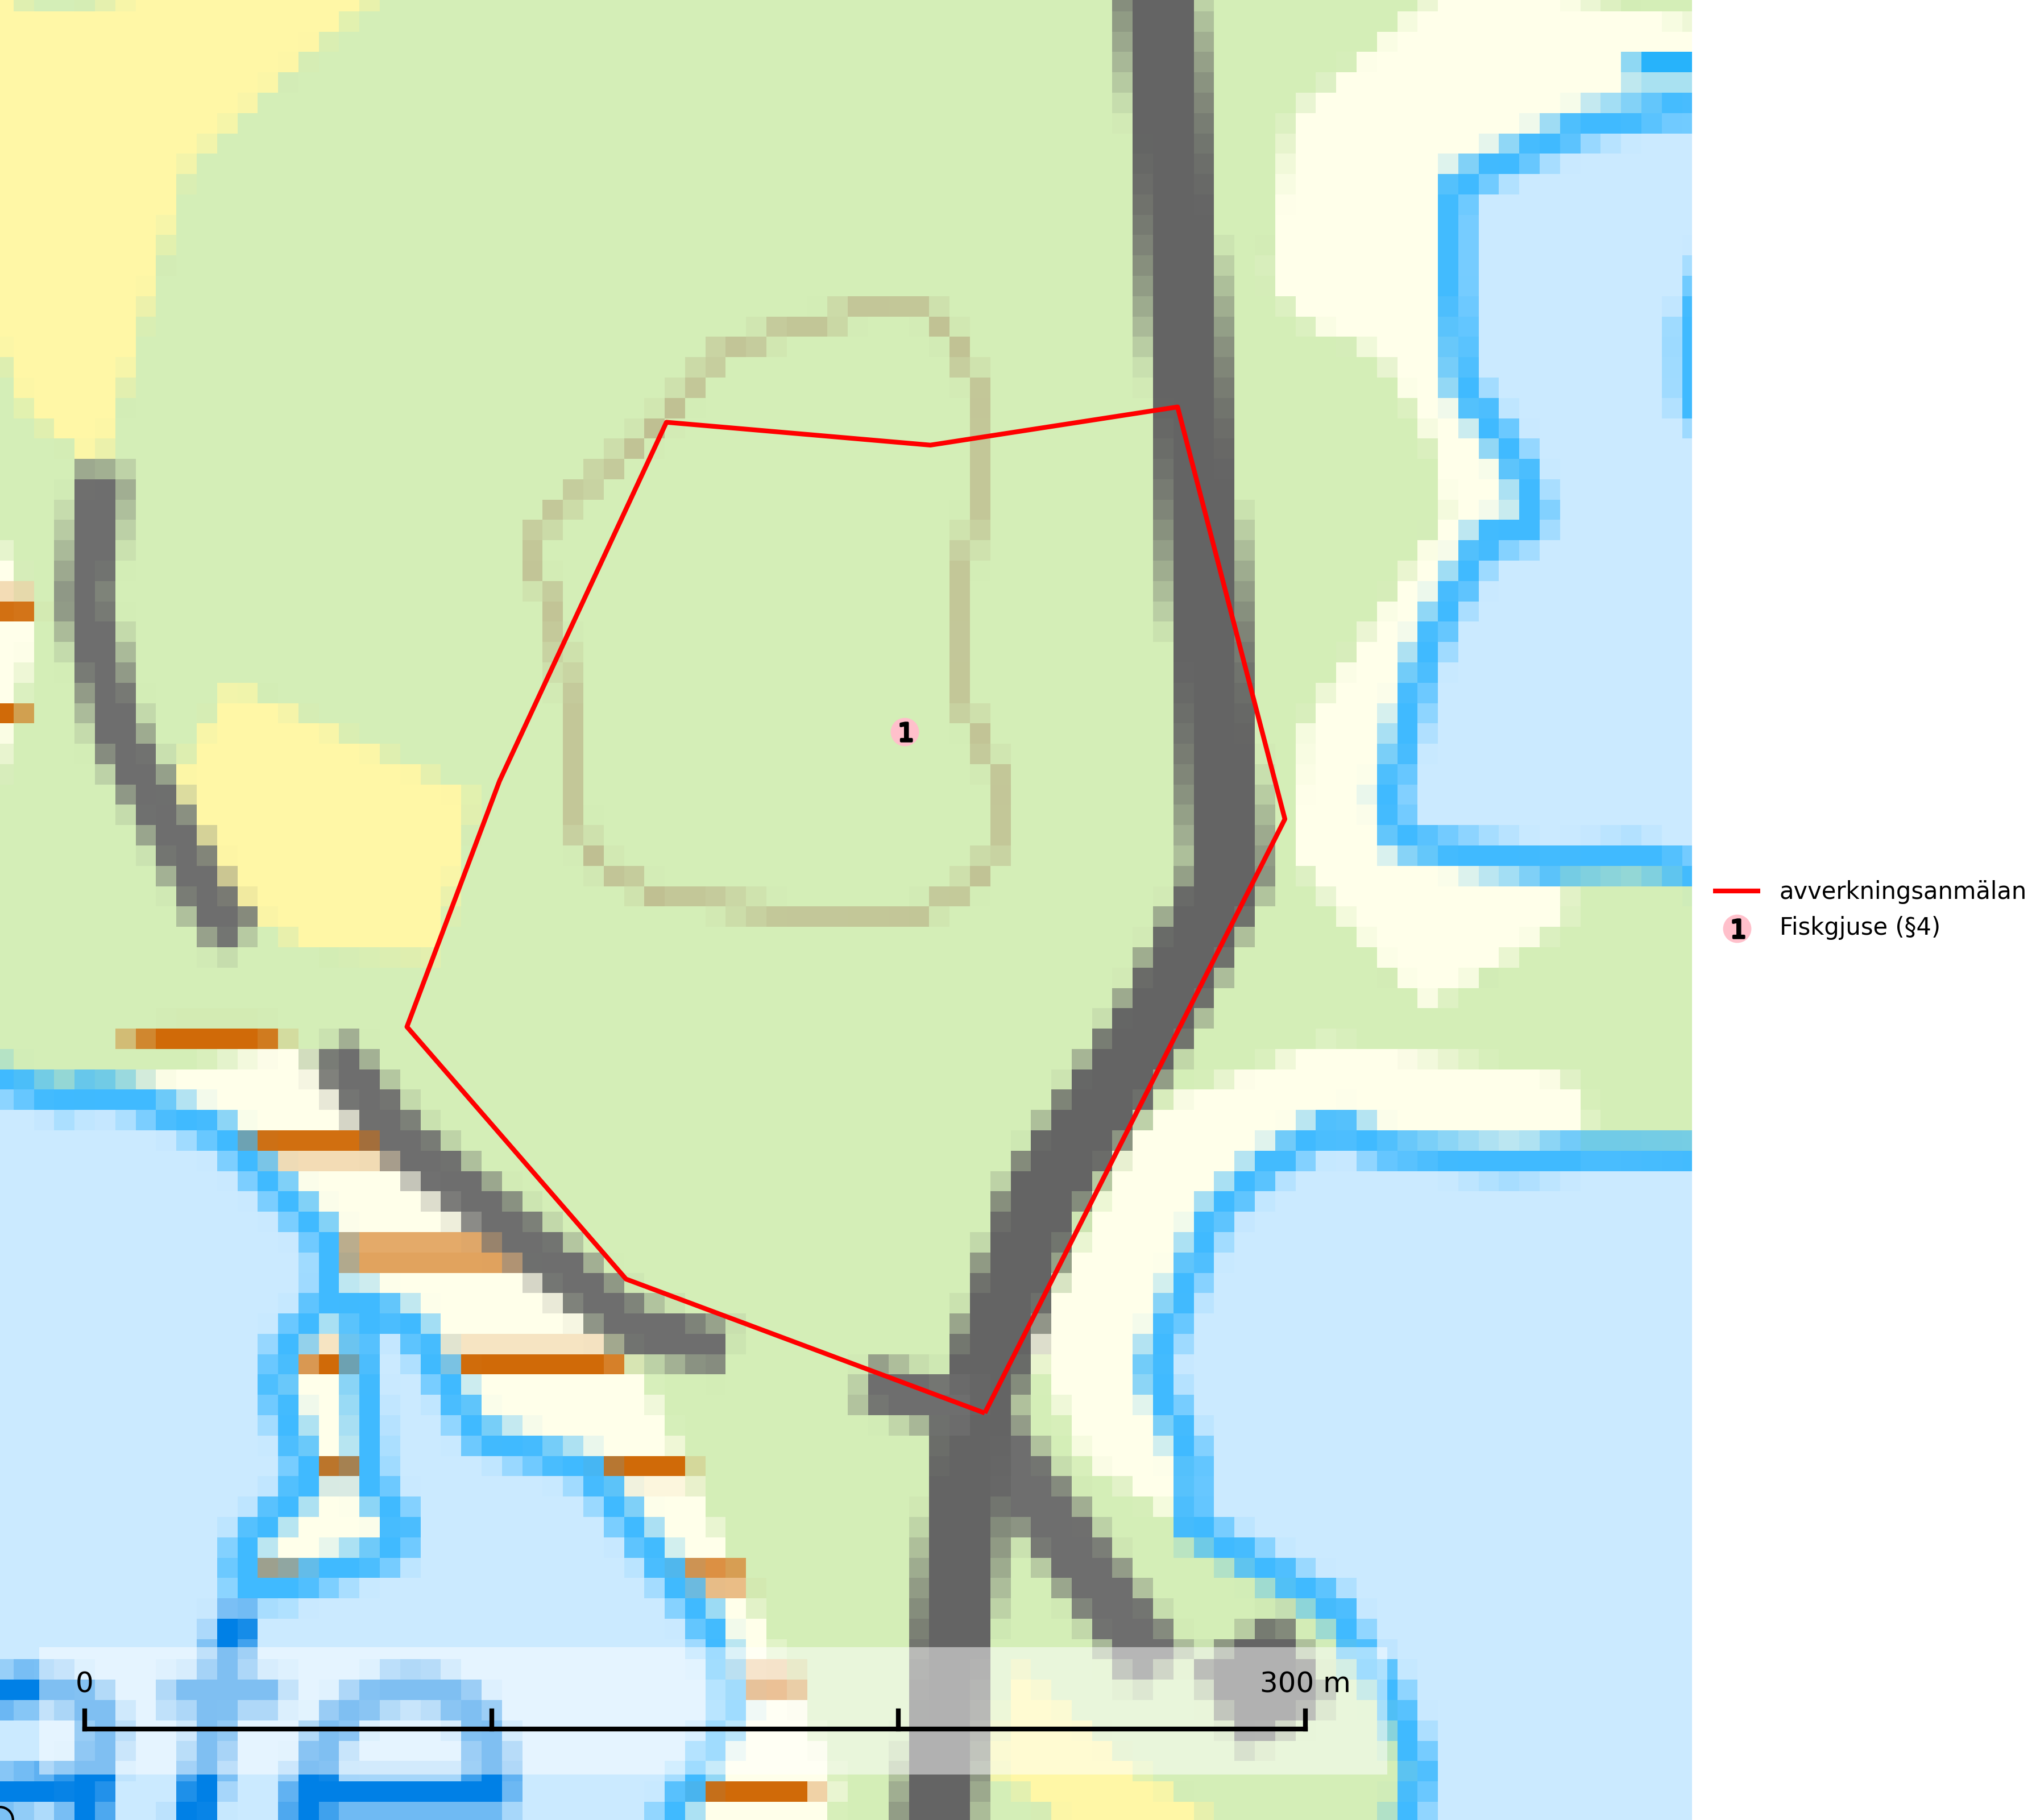 1
avverkningsanmälan
1 Fiskgjuse (§4)
0 300 m